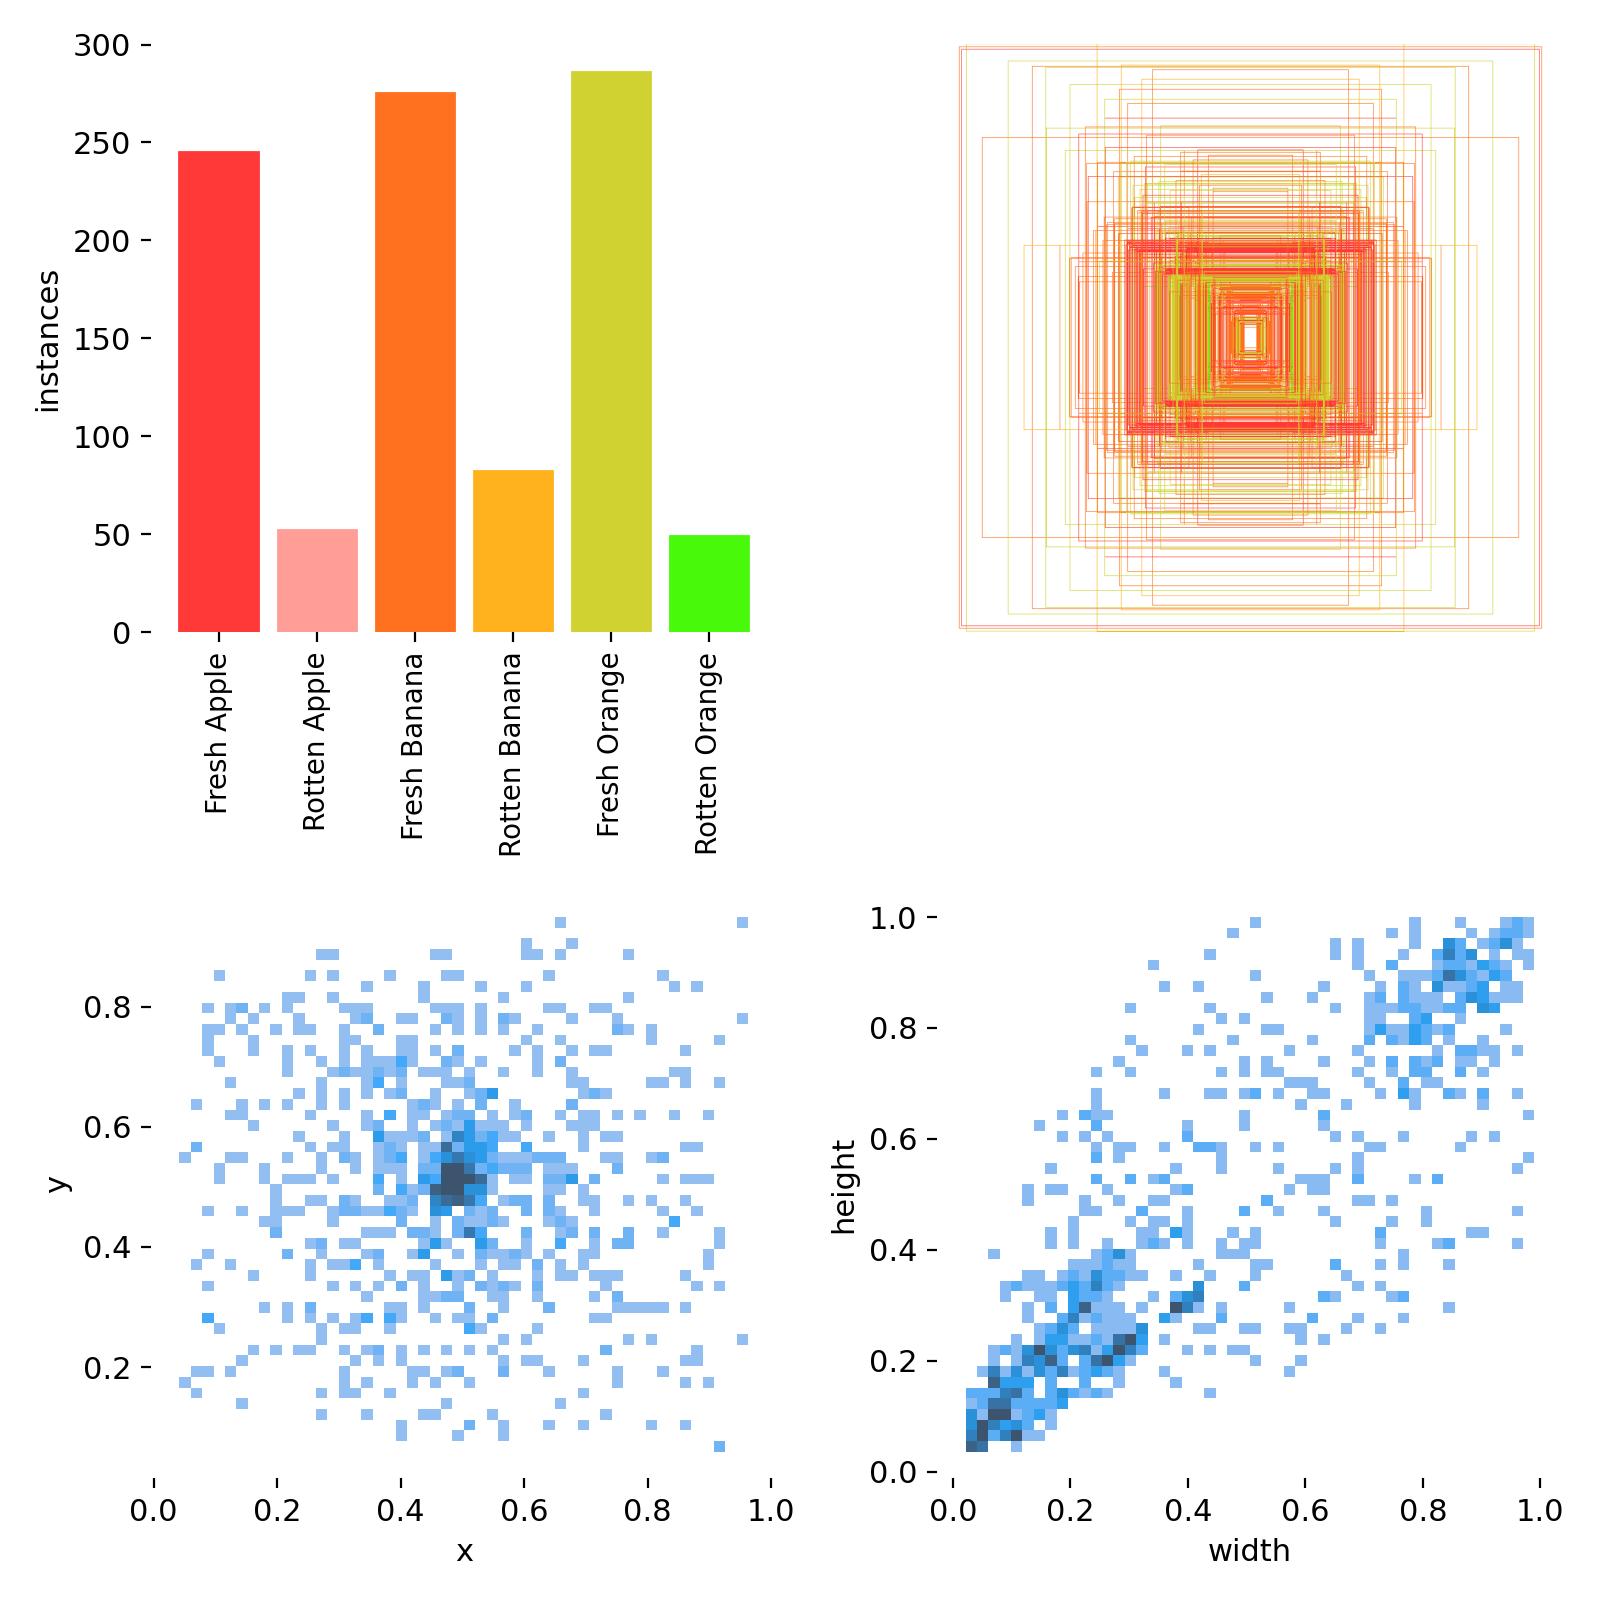 300
250
200
150
100
50
0
instances
Fresh Apple
Rotten Apple
Fresh Banana
Rotten Banana
Fresh Orange
Rotten Orange
0.8
0.6
0.4
0.2
y
0.0 0.2 0.4 0.6 0.8 1.0
x
1.0
0.8
0.6
0.4
0.2
0.0
height
0.0 0.2 0.4 0.6 0.8 1.0
width